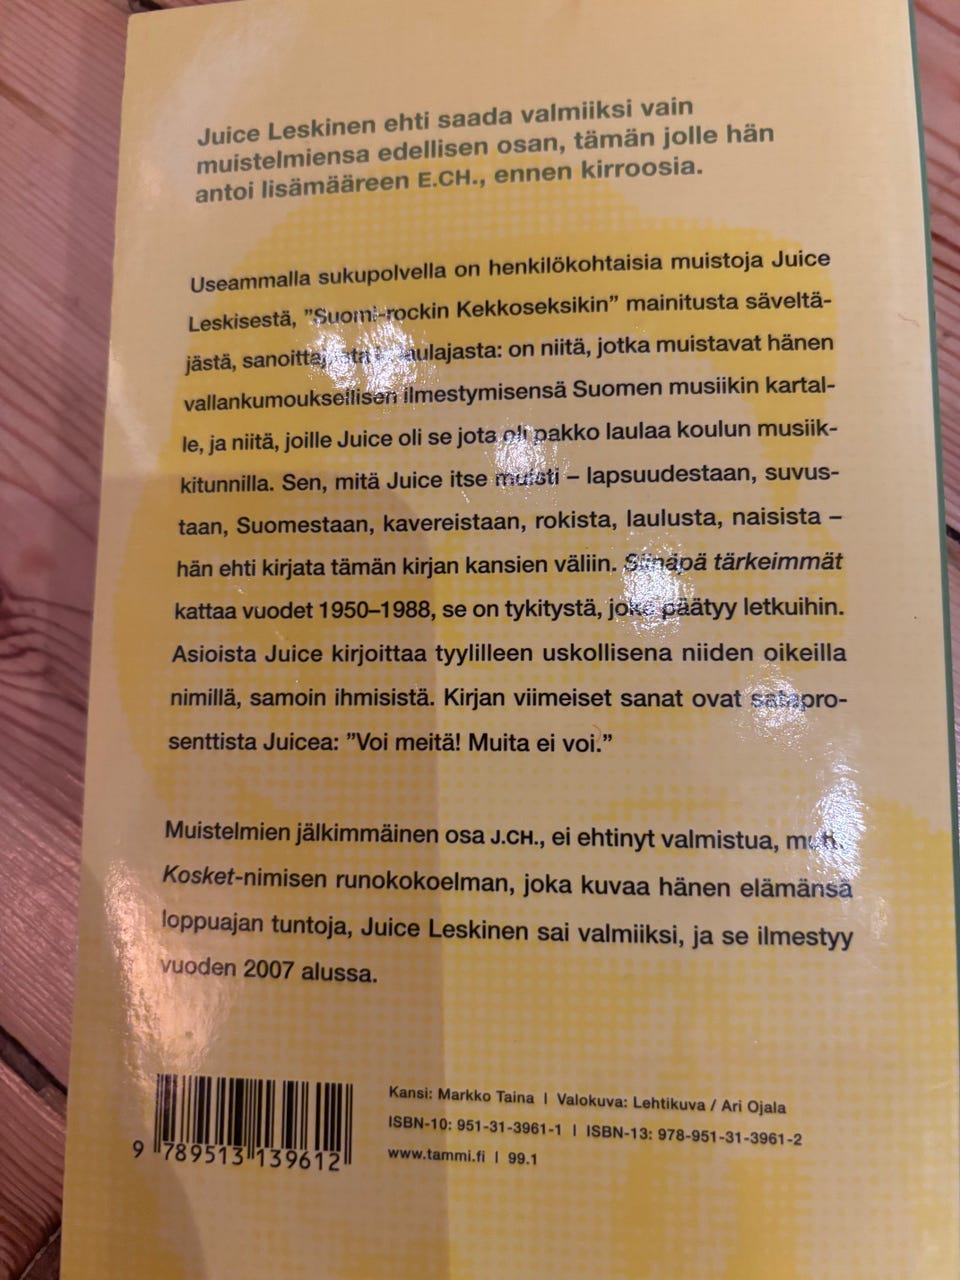 Juice Leskinen ehti saada valmiiksi vain
muistelmiensa edellisen osan, tämän jolle hän
antoi lisämääreen E.CH., ennen kirroosia.
Useammalla sukupolvella on henkilökohtaisia muistoja Juice
Leskisestä, ”Suomi-rockin Kekkoseksikin” mainitusta säveltä-
jästä, sanoittajasta ja laulajasta: on niitä, jotka muistavat hänen
vallankumouksellisen ilmestymisensä Suomen musiikin kartal-
le, ja niitä, joille Juice oli se jota oli pakko laulaa koulun musiik-
kitunnilla. Sen, mitä Juice itse muisti – lapsuudestaan, suvus-
taan, Suomestaan, kavereistaan, rokista, laulusta, naisista –
hän ehti kirjata tämän kirjan kansien väliin. Siinäpä tärkeimmät
kattaa vuodet 1950–1988, se on tykitystä, joka päätyy letkuihin.
Asioista Juice kirjoittaa tyylilleen uskollisena niiden oikeilla
nimillä, samoin ihmisistä. Kirjan viimeiset sanat ovat satapro-
senttista Juicea: ”Voi meitä! Muita ei voi.”
Muistelmien jälkimmäinen osa J.CH., ei ehtinyt valmistua,
Kosket-nimisen runokokoelman, joka kuvaa hänen elämänsä
loppuajan tuntoja, Juice Leskinen sai valmiiksi, ja se ilmestyy
vuoden 2007 alussa.
Kansi: Markko Taina | Valokuva: Lehtikuva / Ari Ojala
ISBN-10: 951-31-3961-1 | ISBN-13: 978-951-31-3961-2
www.tammi.fi | 99.1
9 789513 139612